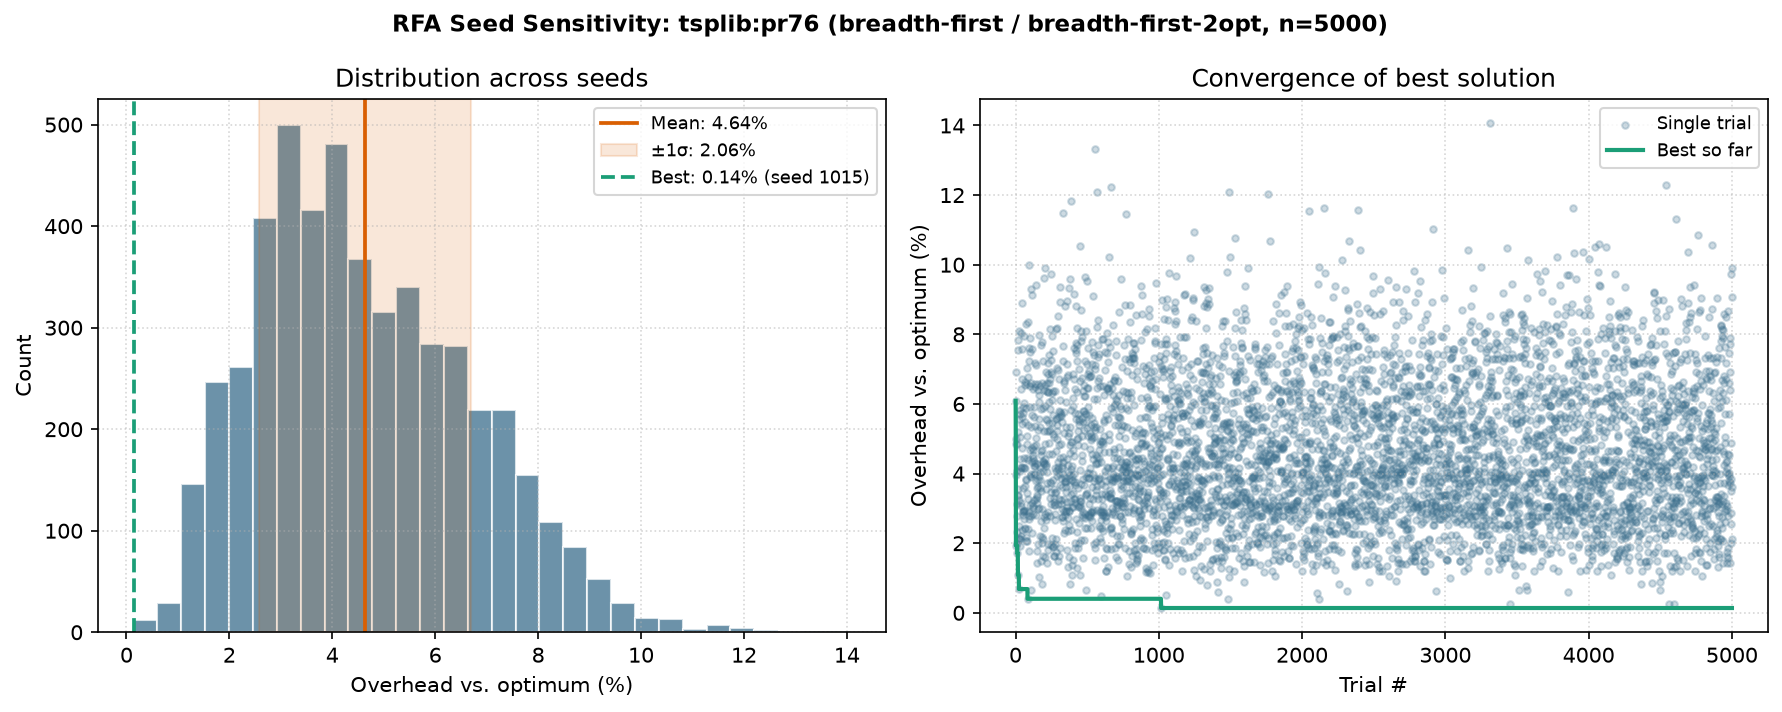 RFA Seed Sensitivity: tsplib:pr76 (breadth-first / breadth-first-2opt, n=5000)
Distribution across seeds
Mean: 4.64%
±1σ: 2.06%
Best: 0.14% (seed 1015)
Count
500
400
300
200
100
0
0 2 4 6 8 10 12 14
Overhead vs. optimum (%)
Convergence of best solution
Single trial
Best so far
Overhead vs. optimum (%)
14
12
10
8
6
4
2
0
0 1000 2000 3000 4000 5000
Trial #